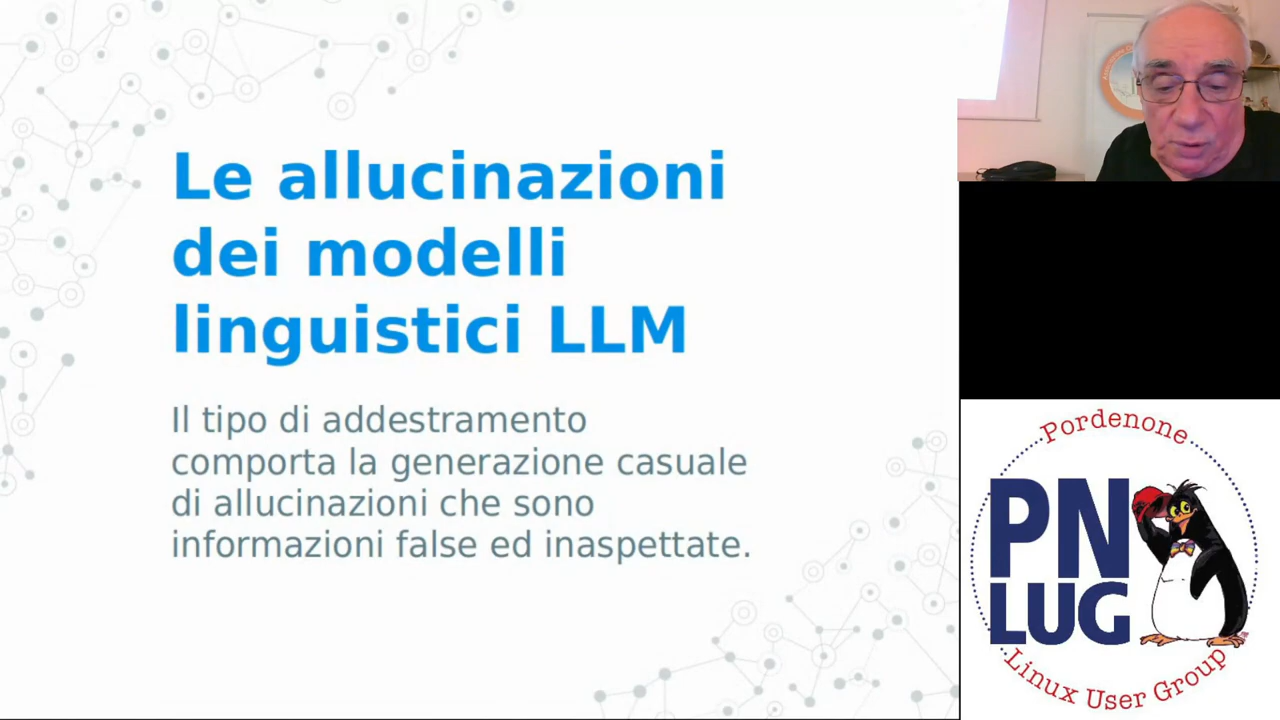 Le allucinazioni
dei modelli
linguistici LLM
Il tipo di addestramento
comporta la generazione casuale
di allucinazioni che sono
informazioni false ed inaspettate.
Pordenone
PN
LUG
Linux User Group